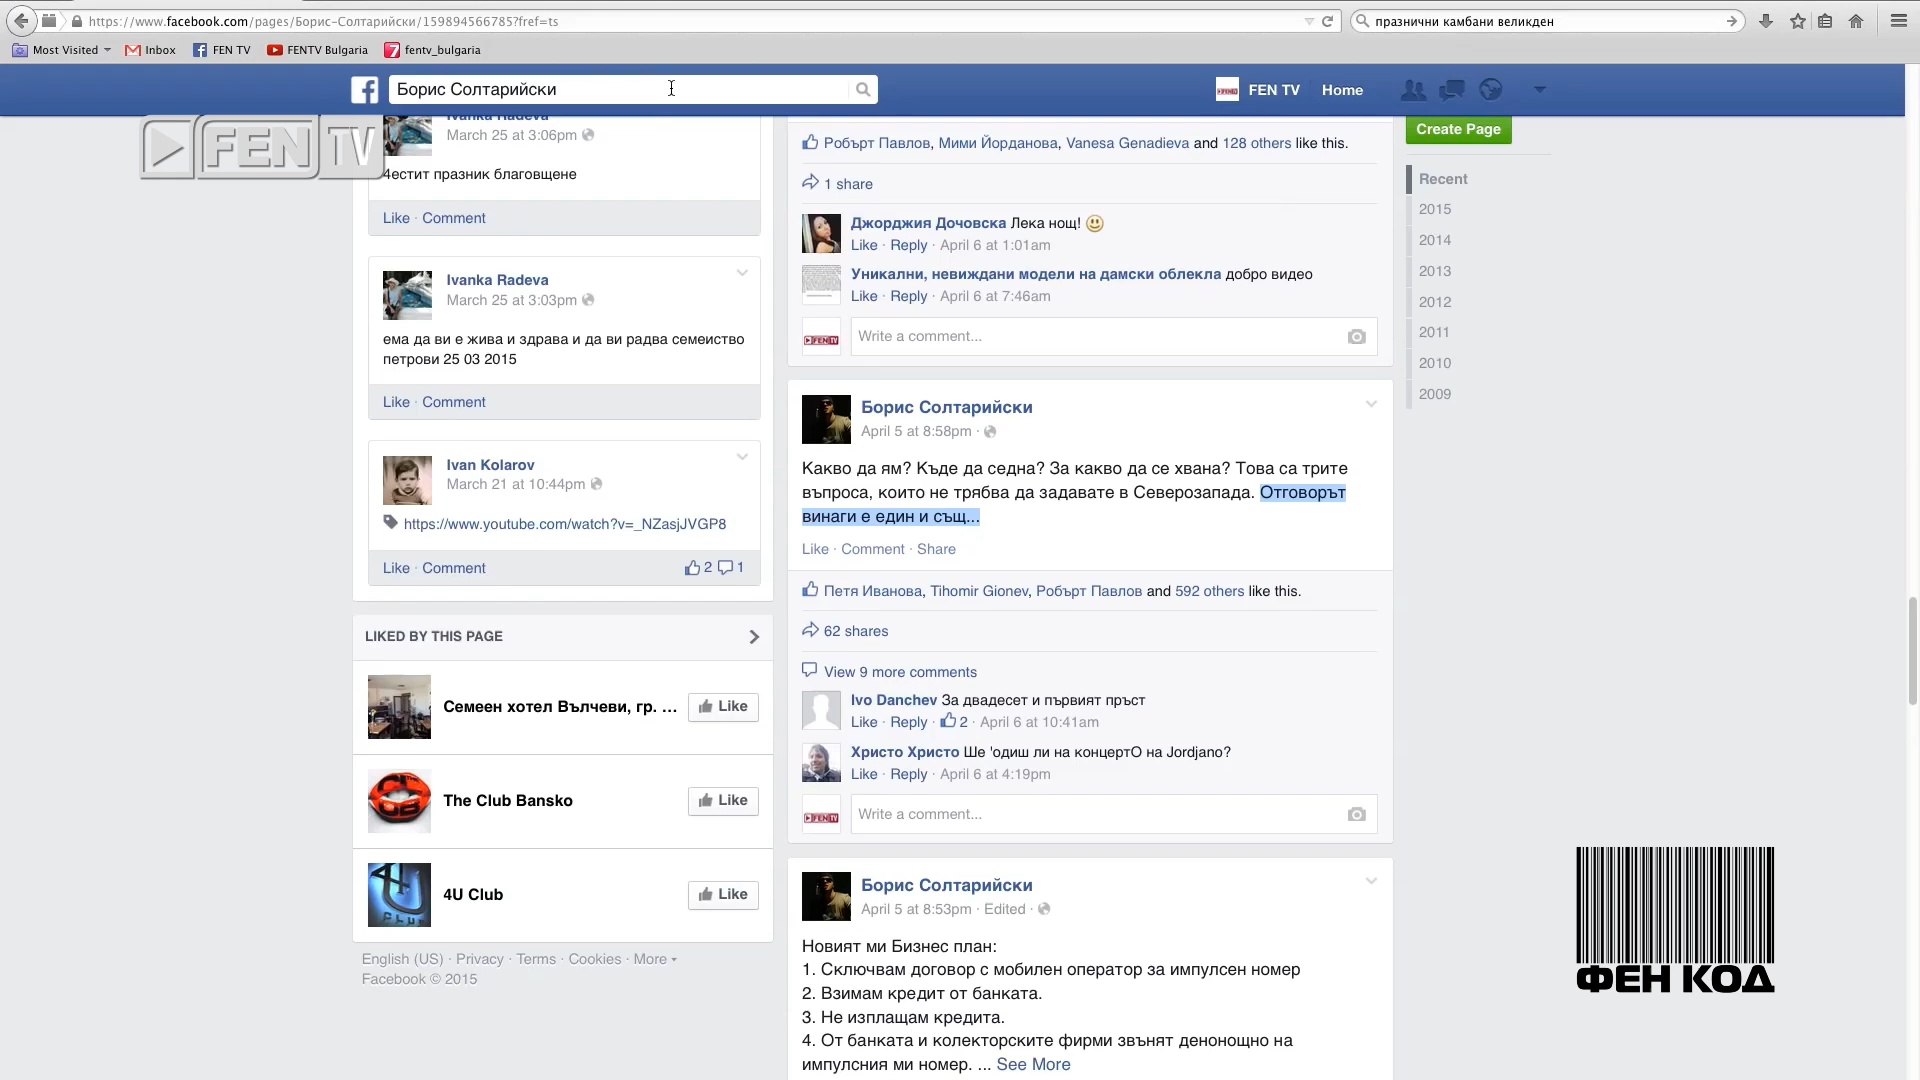 https://www.facebook.com/pages/Борис-Солтарийски/159894566785?fref=ts
празнични камбани великден
Most Visited
Inbox
FEN TV
FENTV Bulgaria
fentv_bulgaria
Борис Солтарийски
FEN TV
Home
FEN TV
Ivanka Radeva
March 25 at 3:06pm
4естит празник благовщене
Like · Comment
Ivanka Radeva
March 25 at 3:03pm
ема да ви е жива и здрава и да ви радва семеиство
петрови 25 03 2015
Like · Comment
Ivan Kolarov
March 21 at 10:44pm
https://www.youtube.com/watch?v=_NZasjJVGP8
Like · Comment
2
1
LIKED BY THIS PAGE
Семеен хотел Вълчеви, гр. ...
Like
The Club Bansko
Like
4U Club
Like
English (US) · Privacy · Terms · Cookies · More
Facebook © 2015
Робърт Павлов, Мими Йорданова, Vanesa Genadieva and 128 others like this.
1 share
Джорджия Дочовска Лека нощ!
Like · Reply · April 6 at 1:01am
Уникални, невиждани модели на дамски облекла добро видео
Like · Reply · April 6 at 7:46am
FEN TV
Write a comment...
Борис Солтарийски
April 5 at 8:58pm ·
Какво да ям? Къде да седна? За какво да се хвана? Това са трите
въпроса, които не трябва да задавате в Северозапада. Отговорът
винаги е един и същ...
Like · Comment · Share
Петя Иванова, Tihomir Gionev, Робърт Павлов and 592 others like this.
62 shares
View 9 more comments
Ivo Danchev За двадесет и първият пръст
Like · Reply · 2 · April 6 at 10:41am
Христо Христо Ше 'одиш ли на концертО на Jordjano?
Like · Reply · April 6 at 4:19pm
FEN TV
Write a comment...
Борис Солтарийски
April 5 at 8:53pm · Edited ·
Новият ми Бизнес план:
1. Сключвам договор с мобилен оператор за импулсен номер
2. Взимам кредит от банката.
3. Не изплащам кредита.
4. От банката и колекторските фирми звънят денонощно на
импулсния ми номер. ... See More
Create Page
Recent
2015
2014
2013
2012
2011
2010
2009
ФЕН КОД